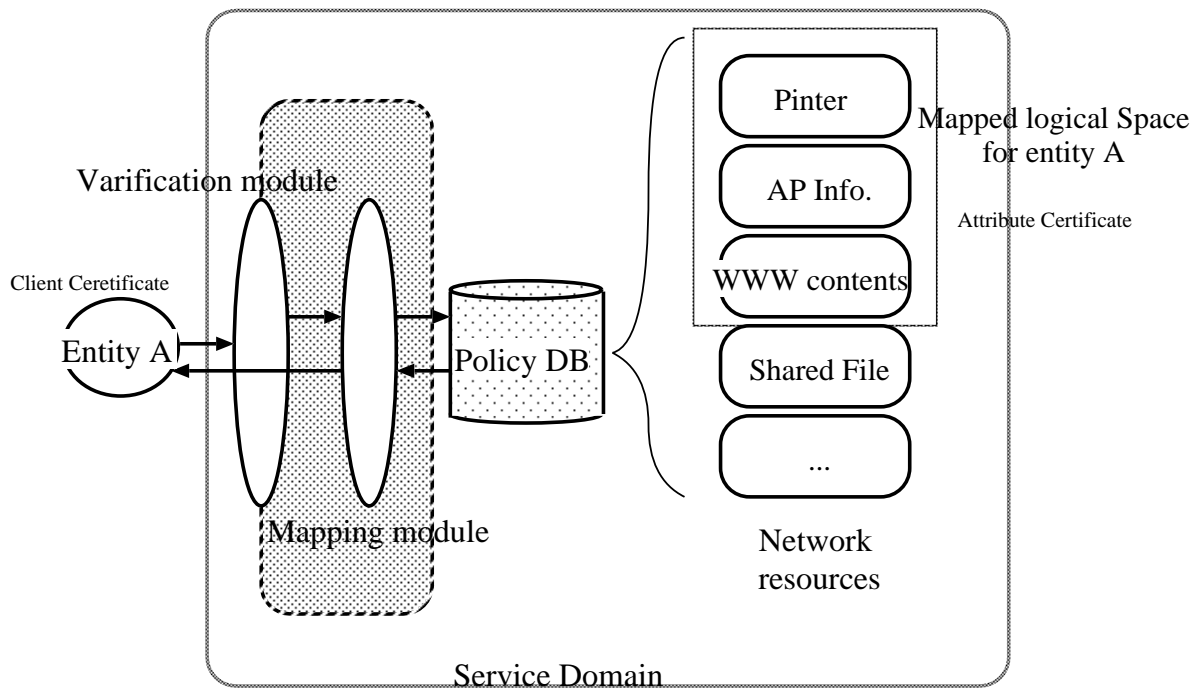 Pinter
Mapped logical Space
for entity A
AP Info.
Varification module
Attribute Certificate
WWW contents
Client Ceretificate
Entity A
Policy DB
Shared File
...
Mapping module
Network
resources
Service Domain